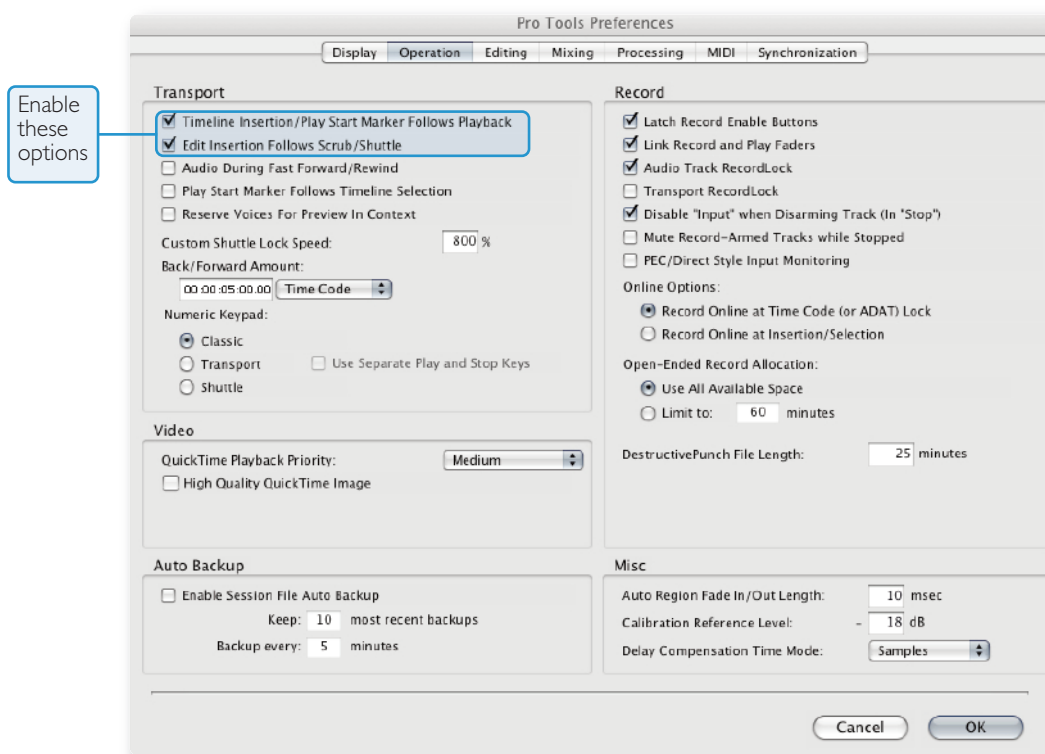 Pro Tools Preferences
Display Operation Editing Mixing Processing MIDI Synchronization
Enable
these
options
Transport
Timeline Insertion/Play Start Marker Follows Playback
Edit Insertion Follows Scrub/Shuttle
Audio During Fast Forward/Rewind
Play Start Marker Follows Timeline Selection
Reserve Voices For Preview In Context
Custom Shuttle Lock Speed: 800 %
Back/Forward Amount:
00:00:05:00.00 Time Code
Numeric Keypad:
Classic
Transport Use Separate Play and Stop Keys
Shuttle
Video
QuickTime Playback Priority: Medium
High Quality QuickTime Image
Auto Backup
Enable Session File Auto Backup
Keep: 10 most recent backups
Backup every: 5 minutes
Record
Latch Record Enable Buttons
Link Record and Play Faders
Audio Track RecordLock
Transport RecordLock
Disable "Input" when Disarming Track (In "Stop")
Mute Record-Armed Tracks while Stopped
PEC/Direct Style Input Monitoring
Online Options:
Record Online at Time Code (or ADAT) Lock
Record Online at Insertion/Selection
Open-Ended Record Allocation:
Use All Available Space
Limit to: 60 minutes
DestructivePunch File Length: 25 minutes
Misc
Auto Region Fade In/Out Length: 10 msec
Calibration Reference Level: - 18 dB
Delay Compensation Time Mode: Samples
Cancel OK